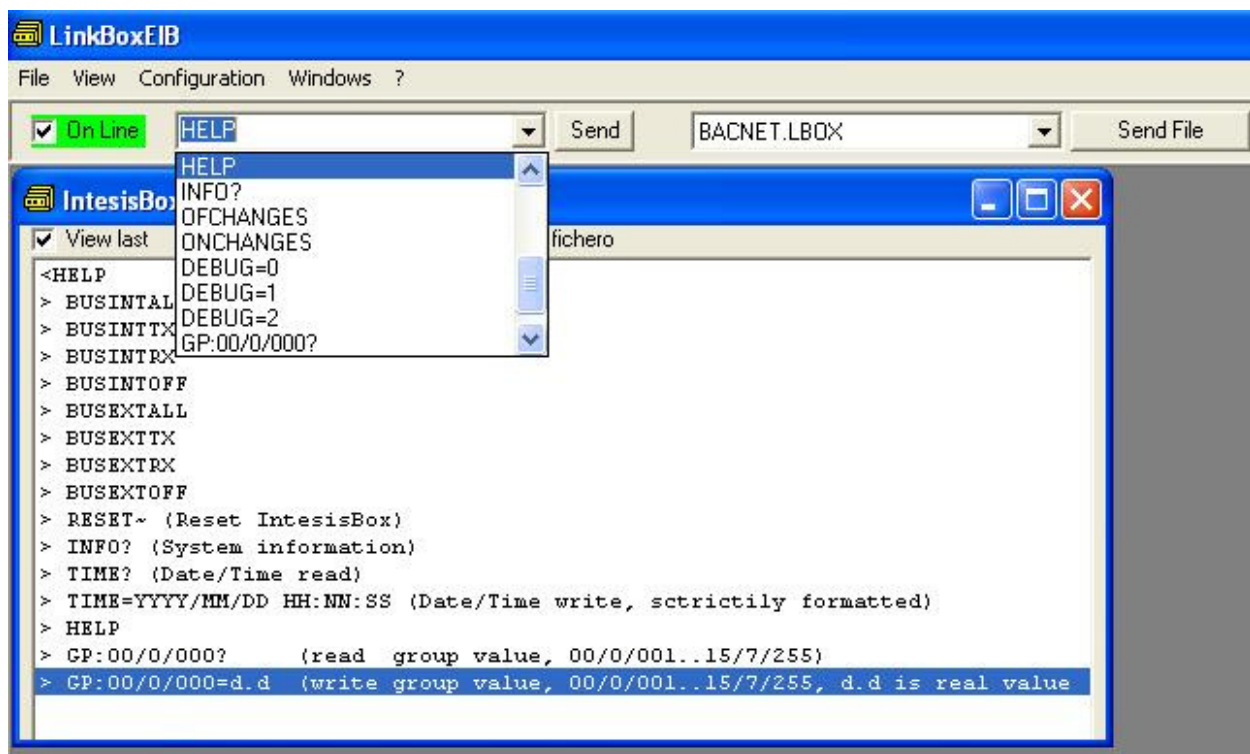 LinkBoxEIB
File View Configuration Windows ?
On Line HELP Send BACNET.LBOX Send File
HELP
INFO?
OFCHANGES
ONCHANGES
DEBUG=0
DEBUG=1
DEBUG=2
GP:00/0/000?
IntesisBo
View last fichero
<HELP
> BUSINTAL
> BUSINTTX
> BUSINTRX
> BUSINTOFF
> BUSEXTALL
> BUSEXTTX
> BUSEXTRX
> BUSEXTOFF
> RESET~ (Reset IntesisBox)
> INFO? (System information)
> TIME? (Date/Time read)
> TIME=YYYY/MM/DD HH:NN:SS (Date/Time write, sctrictily formatted)
> HELP
> GP:00/0/000? (read group value, 00/0/001..15/7/255)
> GP:00/0/000=d.d (write group value, 00/0/001..15/7/255, d.d is real value